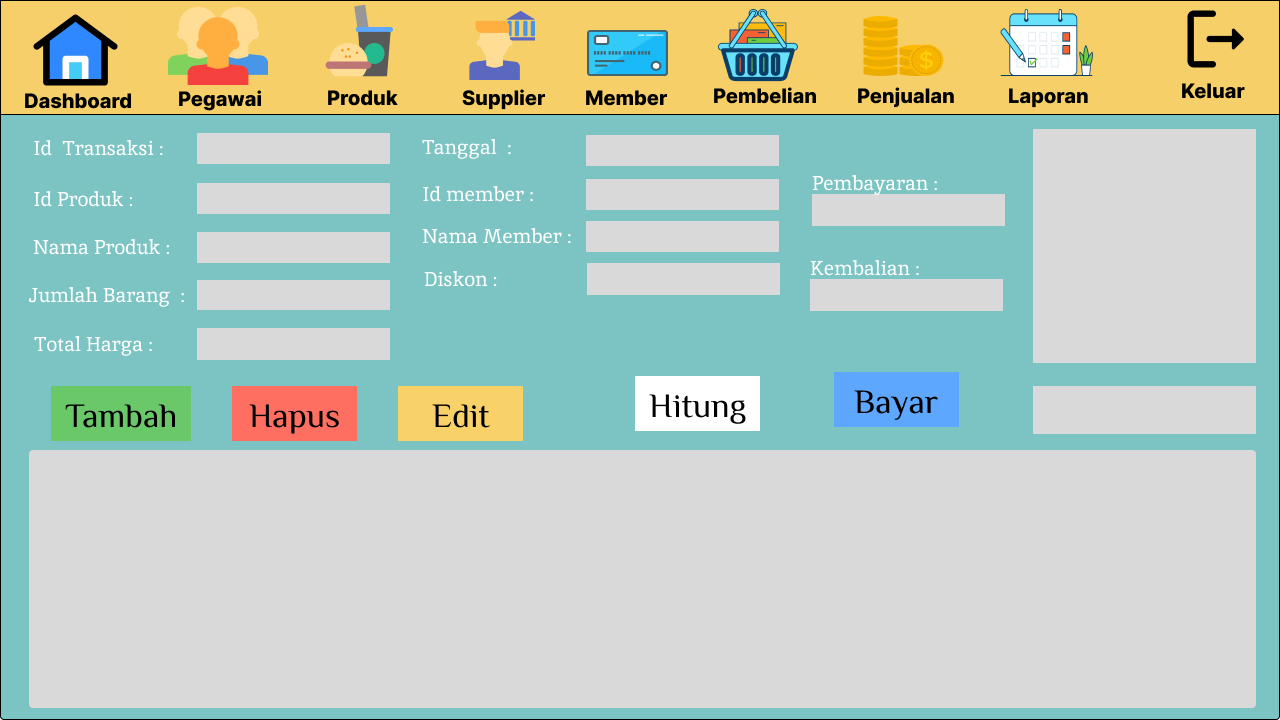 Dashboard
Pegawai
Produk
Supplier
Member
Pembelian
Penjualan
Laporan
Keluar
Id Transaksi :
Id Produk :
Nama Produk :
Jumlah Barang :
Total Harga :
Tanggal :
Id member :
Nama Member :
Diskon :
Pembayaran :
Kembalian :
Tambah
Hapus
Edit
Hitung
Bayar